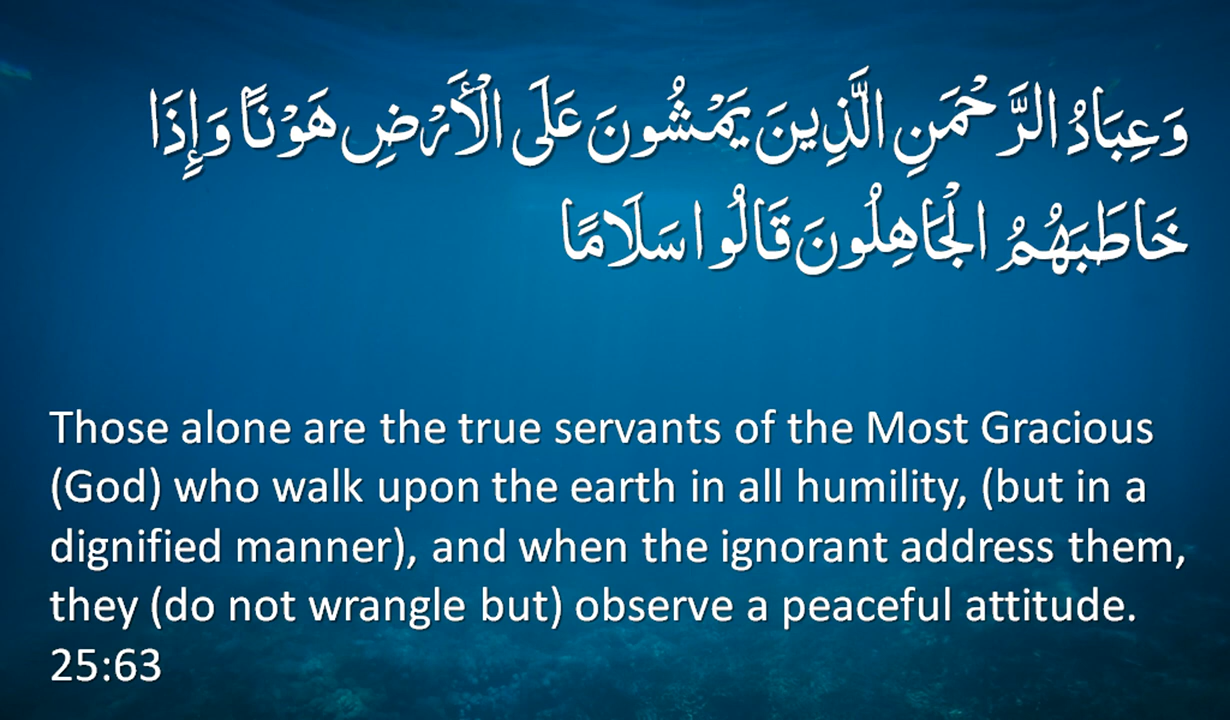 وَعِبَادُ الرَّحْمَنِ الَّذِينَ يَمْشُونَ عَلَى الْأَرْضِ هَوْنًا وَإِذَا
خَاطَبَهُمُ الْجَاهِلُونَ قَالُوا سَلَامًا
Those alone are the true servants of the Most Gracious
(God) who walk upon the earth in all humility, (but in a
dignified manner), and when the ignorant address them,
they (do not wrangle but) observe a peaceful attitude.
25:63